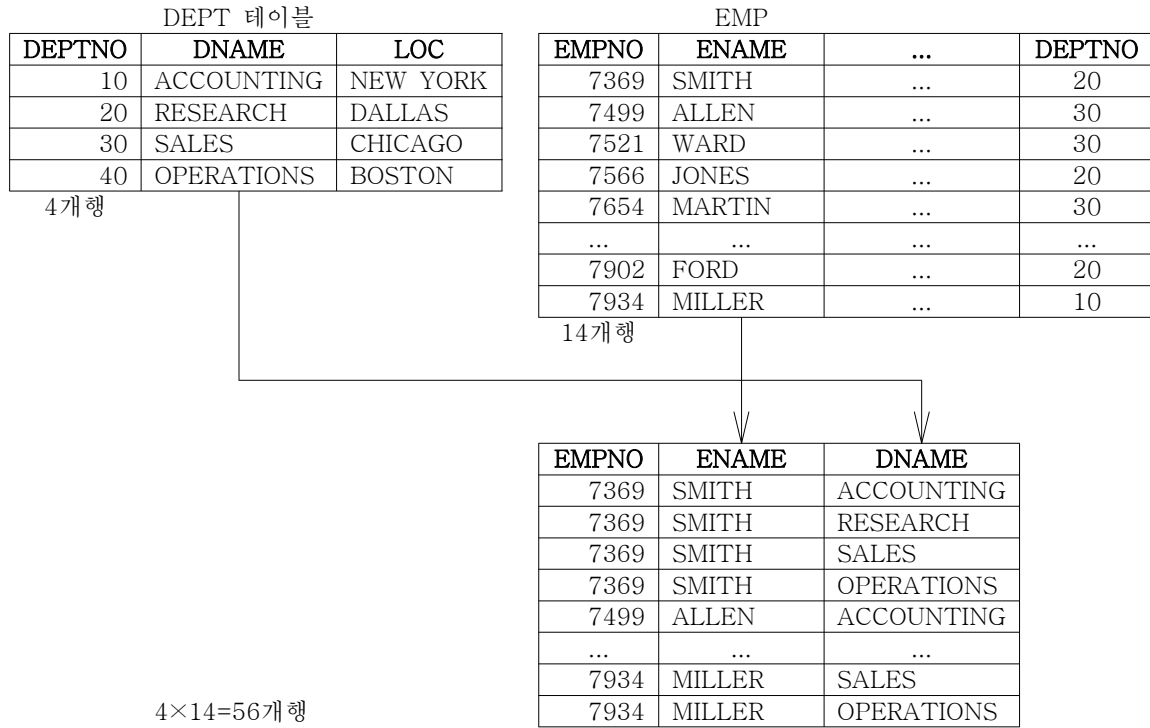 DEPT 테이블
DEPTNO DNAME LOC
10 ACCOUNTING NEW YORK
20 RESEARCH DALLAS
30 SALES CHICAGO
40 OPERATIONS BOSTON
4개행
EMP
EMPNO ENAME ... DEPTNO
7369 SMITH ... 20
7499 ALLEN ... 30
7521 WARD ... 30
7566 JONES ... 20
7654 MARTIN ... 30
... ... ... ...
7902 FORD ... 20
7934 MILLER ... 10
14개행
EMPNO ENAME DNAME
7369 SMITH ACCOUNTING
7369 SMITH RESEARCH
7369 SMITH SALES
7369 SMITH OPERATIONS
7499 ALLEN ACCOUNTING
... ... ...
7934 MILLER SALES
7934 MILLER OPERATIONS
4×14=56개행